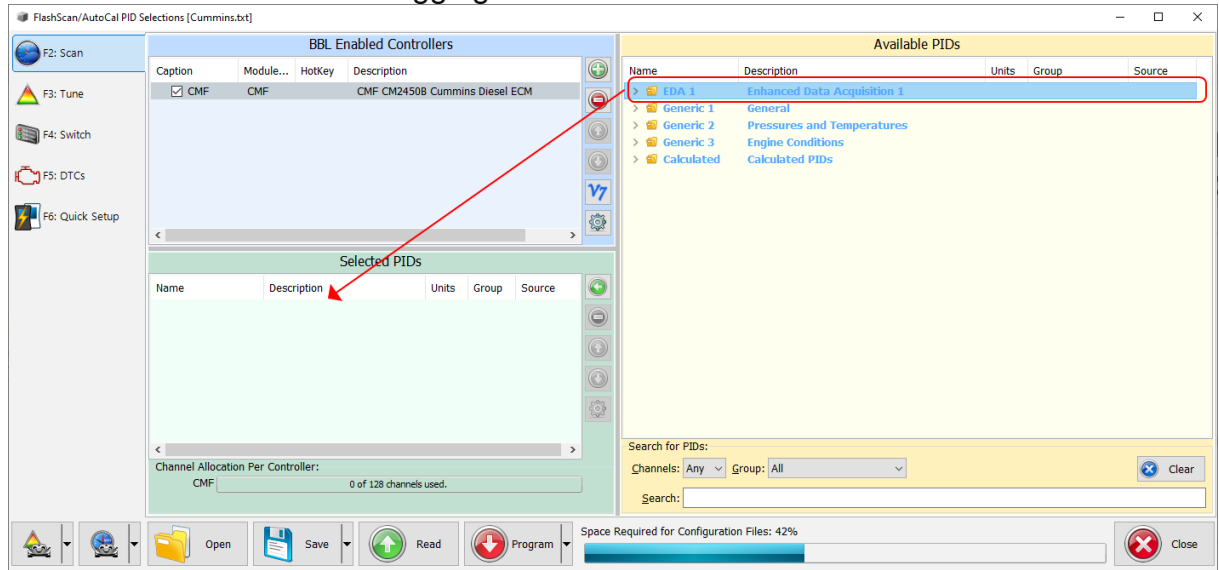 FlashScan/AutoCal PID Selections [Cummins.txt]
F2: Scan
F3: Tune
F4: Switch
F5: DTCs
F6: Quick Setup
BBL Enabled Controllers
Caption Module... HotKey Description
CMF CMF CMF CM2450B Cummins Diesel ECM
V7
Selected PIDs
Name Description Units Group Source
Channel Allocation Per Controller:
CMF 0 of 128 channels used.
Available PIDs
Name Description Units Group Source
EDA 1 Enhanced Data Acquisition 1
Generic 1 General
Generic 2 Pressures and Temperatures
Generic 3 Engine Conditions
Calculated Calculated PIDs
Search for PIDs:
Channels: Any Group: All Clear
Search:
Open Save Read Program
Space Required for Configuration Files: 42%
Close